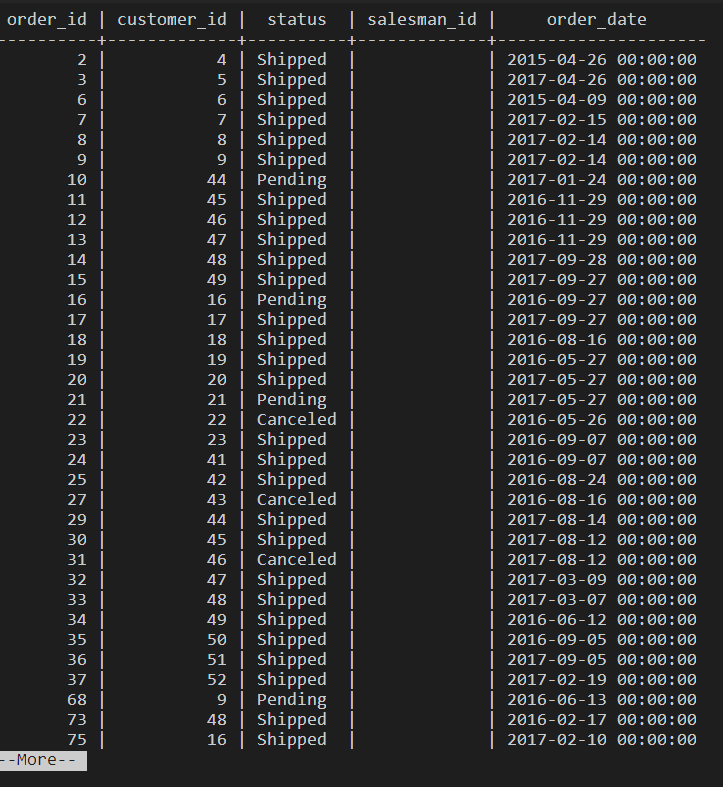 order_id | customer_id |  status  | salesman_id |     order_date
----------+-------------+----------+-------------+---------------------
        2 |           4 | Shipped  |             | 2015-04-26 00:00:00
        3 |           5 | Shipped  |             | 2017-04-26 00:00:00
        6 |           6 | Shipped  |             | 2015-04-09 00:00:00
        7 |           7 | Shipped  |             | 2017-02-15 00:00:00
        8 |           8 | Shipped  |             | 2017-02-14 00:00:00
        9 |           9 | Shipped  |             | 2017-02-14 00:00:00
       10 |          44 | Pending  |             | 2017-01-24 00:00:00
       11 |          45 | Shipped  |             | 2016-11-29 00:00:00
       12 |          46 | Shipped  |             | 2016-11-29 00:00:00
       13 |          47 | Shipped  |             | 2016-11-29 00:00:00
       14 |          48 | Shipped  |             | 2017-09-28 00:00:00
       15 |          49 | Shipped  |             | 2017-09-27 00:00:00
       16 |          16 | Pending  |             | 2016-09-27 00:00:00
       17 |          17 | Shipped  |             | 2017-09-27 00:00:00
       18 |          18 | Shipped  |             | 2016-08-16 00:00:00
       19 |          19 | Shipped  |             | 2016-05-27 00:00:00
       20 |          20 | Shipped  |             | 2017-05-27 00:00:00
       21 |          21 | Pending  |             | 2017-05-27 00:00:00
       22 |          22 | Canceled |             | 2016-05-26 00:00:00
       23 |          23 | Shipped  |             | 2016-09-07 00:00:00
       24 |          41 | Shipped  |             | 2016-09-07 00:00:00
       25 |          42 | Shipped  |             | 2016-08-24 00:00:00
       27 |          43 | Canceled |             | 2016-08-16 00:00:00
       29 |          44 | Shipped  |             | 2017-08-14 00:00:00
       30 |          45 | Shipped  |             | 2017-08-12 00:00:00
       31 |          46 | Canceled |             | 2017-08-12 00:00:00
       32 |          47 | Shipped  |             | 2017-03-09 00:00:00
       33 |          48 | Shipped  |             | 2017-03-07 00:00:00
       34 |          49 | Shipped  |             | 2016-06-12 00:00:00
       35 |          50 | Shipped  |             | 2016-09-05 00:00:00
       36 |          51 | Shipped  |             | 2017-09-05 00:00:00
       37 |          52 | Shipped  |             | 2017-02-19 00:00:00
       68 |           9 | Pending  |             | 2016-06-13 00:00:00
       73 |          48 | Shipped  |             | 2016-02-17 00:00:00
       75 |          16 | Shipped  |             | 2017-02-10 00:00:00
--More--